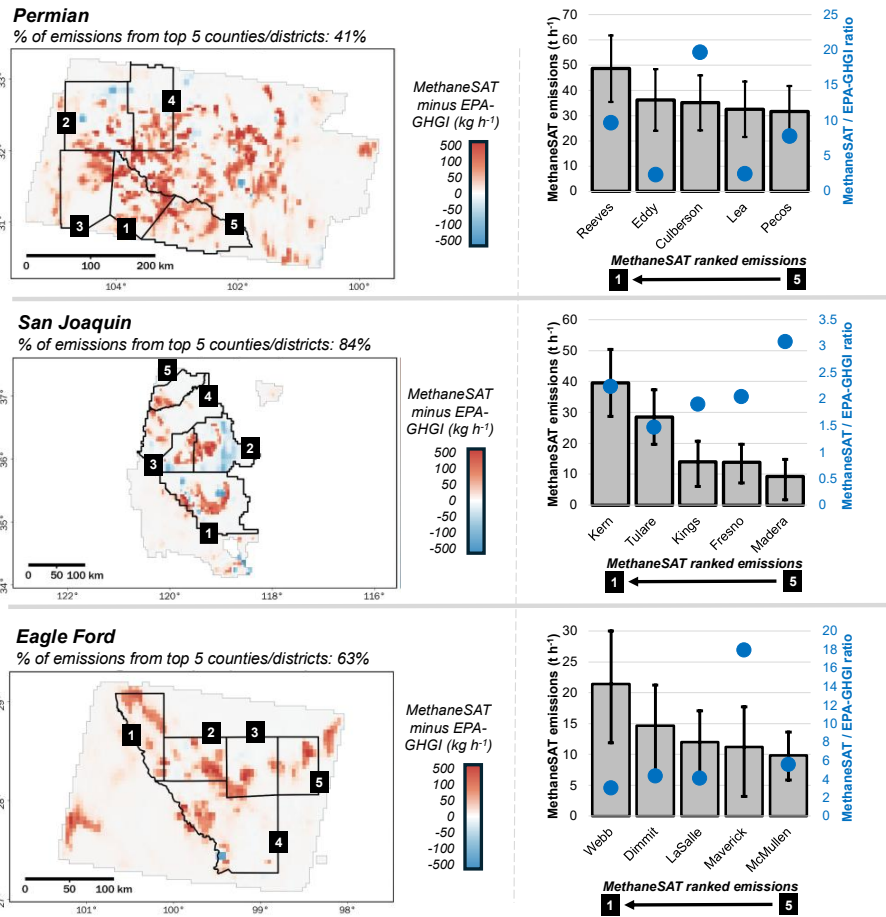 Permian
% of emissions from top 5 counties/districts: 41%
33°
32°
31°
4
2
3
1
5
0 100 200 km
104° 102° 100°
MethaneSAT
minus EPA-
GHGI (kg h⁻¹)
500
100
50
0
-50
-100
-500
MethaneSAT emissions (t h⁻¹)
70
60
50
40
30
20
10
0
25
20
15
10
5
0
MethaneSAT / EPA-GHGI ratio
Reeves
Eddy
Culberson
Lea
Pecos
MethaneSAT ranked emissions
1 5
San Joaquin
% of emissions from top 5 counties/districts: 84%
37°
36°
35°
34°
5
4
2
3
1
0 50 100 km
122° 120° 118° 116°
MethaneSAT
minus EPA-
GHGI (kg h⁻¹)
500
100
50
0
-50
-100
-500
MethaneSAT emissions (t h⁻¹)
60
50
40
30
20
10
0
3.5
3
2.5
2
1.5
1
0.5
0
MethaneSAT / EPA-GHGI ratio
Kern
Tulare
Kings
Fresno
Madera
MethaneSAT ranked emissions
1 5
Eagle Ford
% of emissions from top 5 counties/districts: 63%
29°
28°
27°
1
2
3
5
4
0 50 100 km
101° 100° 99° 98°
MethaneSAT
minus EPA-
GHGI (kg h⁻¹)
500
100
50
0
-50
-100
-500
MethaneSAT emissions (t h⁻¹)
30
25
20
15
10
5
0
20
18
16
14
12
10
8
6
4
2
0
MethaneSAT / EPA-GHGI ratio
Webb
Dimmit
LaSalle
Maverick
McMullen
MethaneSAT ranked emissions
1 5